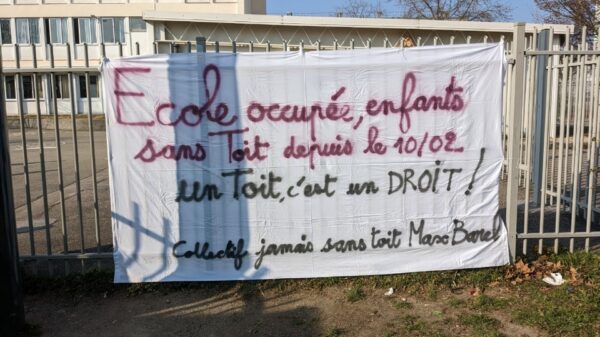 Ecole occupée, enfants
sans Toit depuis le 10/02
un Toit, c'est un DROIT !
Collectif jamais sans toit Marc Barel